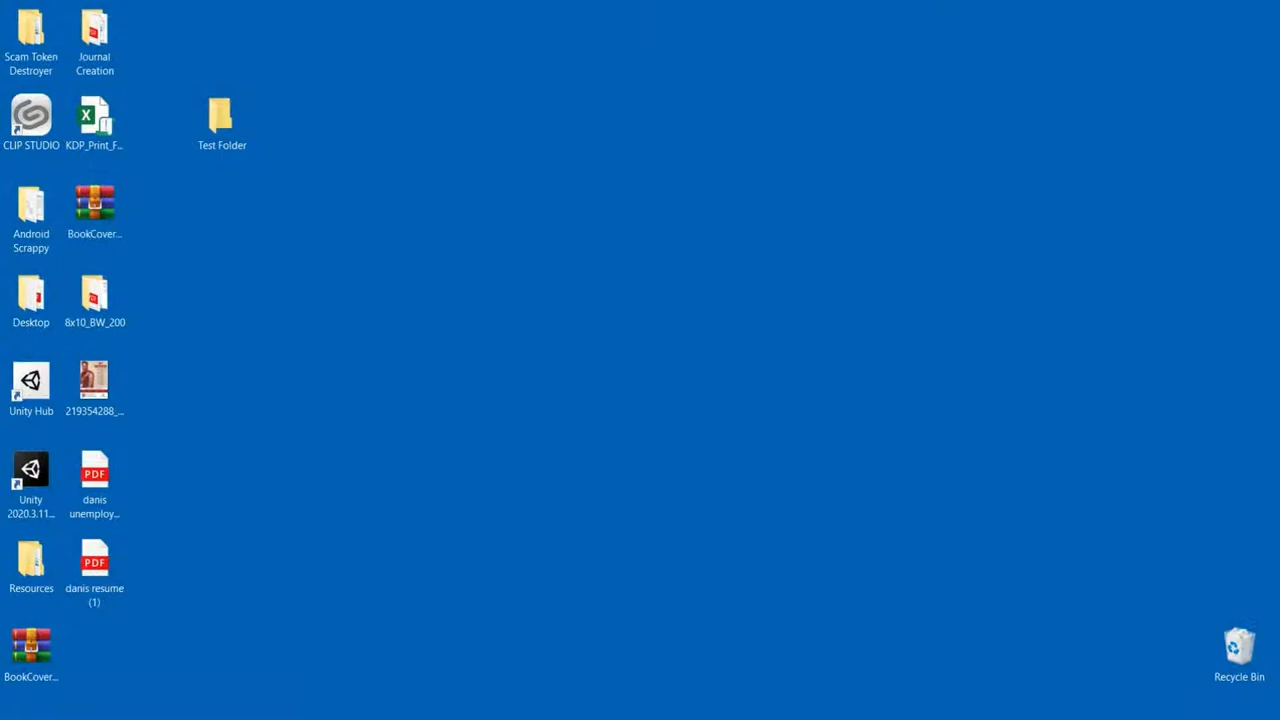 Scam Token
Destroyer
Journal
Creation
CLIP STUDIO
KDP_Print_F...
Test Folder
Android
Scrappy
BookCover...
Desktop
8x10_BW_200
Unity Hub
219354288_...
Unity
2020.3.11...
danis
unemploy...
Resources
danis resume
(1)
BookCover...
Recycle Bin
X
PDF
PDF